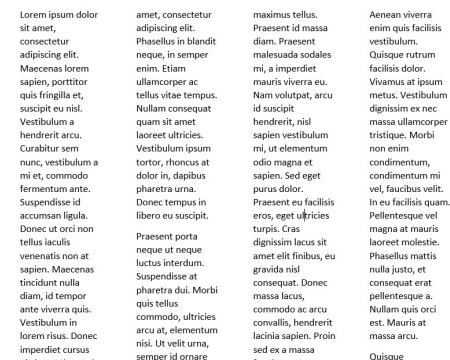 Lorem ipsum dolor
sit amet,
consectetur
adipiscing elit.
Maecenas lorem
sapien, porttitor
quis fringilla et,
suscipit eu nisl.
Vestibulum a
hendrerit arcu.
Curabitur sem
nunc, vestibulum a
mi et, commodo
fermentum ante.
Suspendisse id
accumsan ligula.
Donec ut orci non
tellus iaculis
venenatis non at
sapien. Maecenas
tincidunt nulla
diam, id tempor
ante viverra quis.
Vestibulum in
lorem risus. Donec
imperdiet cursus
amet, consectetur
adipiscing elit.
Phasellus in blandit
neque, in semper
enim. Etiam
ullamcorper ac
tellus vitae tempus.
Nullam consequat
quam sit amet
laoreet ultricies.
Vestibulum ipsum
tortor, rhoncus at
dolor in, dapibus
pharetra urna.
Donec tempus in
libero eu suscipit.
Praesent porta
neque ut neque
luctus interdum.
Suspendisse at
pharetra dui. Morbi
quis tellus
commodo, ultricies
arcu at, elementum
nisi. Ut velit urna,
semper id ornare
maximus tellus.
Praesent id massa
diam. Praesent
malesuada sodales
mi, a imperdiet
mauris viverra eu.
Nam volutpat, arcu
id suscipit
hendrerit, nisl
sapien vestibulum
mi, ut elementum
odio magna et
sapien. Sed eget
purus dolor.
Praesent eu facilisis
eros, eget ultricies
turpis. Cras
dignissim lacus sit
amet elit finibus, eu
gravida nisl
consequat. Donec
massa lacus,
commodo ac arcu
convallis, hendrerit
lacinia sapien. Proin
sed ex a massa
Aenean viverra
enim quis facilisis
vestibulum.
Quisque rutrum
facilisis dolor.
Vivamus at ipsum
metus. Vestibulum
dignissim ex nec
massa ullamcorper
tristique. Morbi
non enim
condimentum,
condimentum mi
vel, faucibus velit.
In eu facilisis quam.
Pellentesque vel
magna at mauris
laoreet molestie.
Phasellus mattis
nulla justo, et
consequat erat
pellentesque a.
Nullam quis orci
est. Mauris at
massa arcu.
Quisque